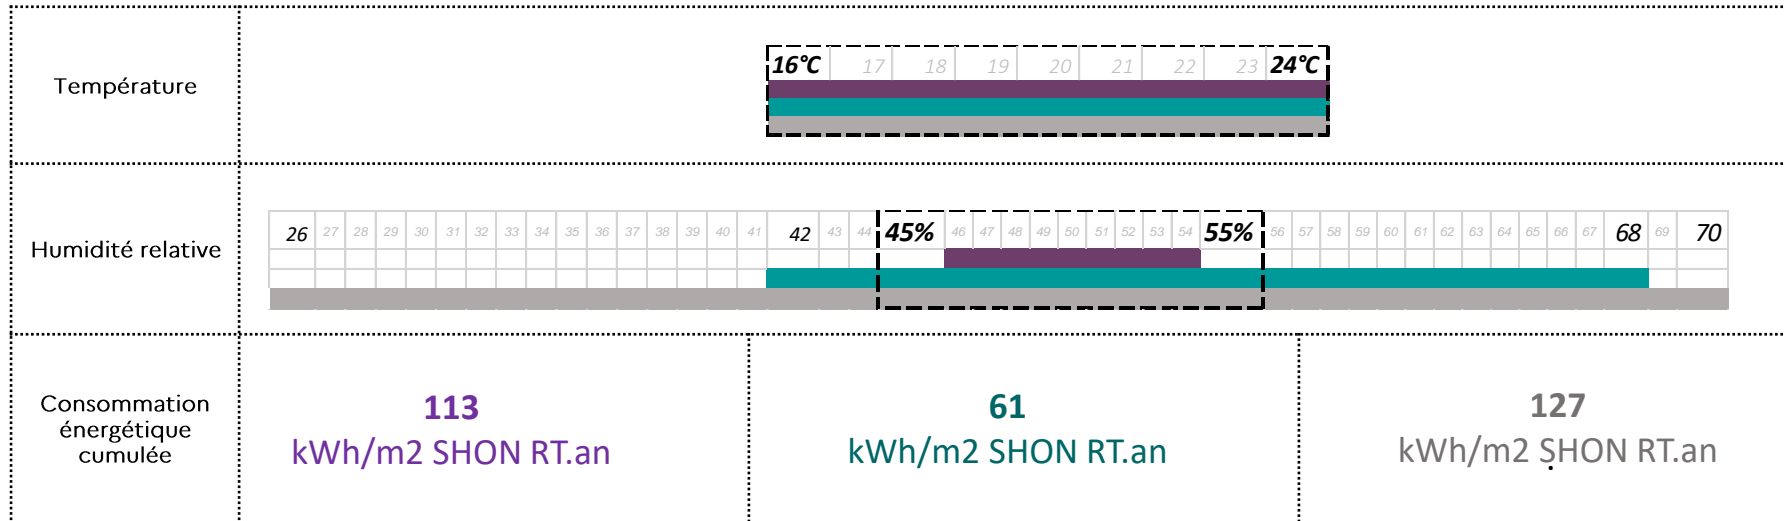 Température
16°C 17 18 19 20 21 22 23 24°C
Humidité relative
26 27 28 29 30 31 32 33 34 35 36 37 38 39 40 41 42 43 44 45% 46 47 48 49 50 51 52 53 54 55% 56 57 58 59 60 61 62 63 64 65 66 67 68 69 70
Consommation
énergétique
cumulée
113
kWh/m2 SHON RT.an
61
kWh/m2 SHON RT.an
127
kWh/m2 SHON RT.an